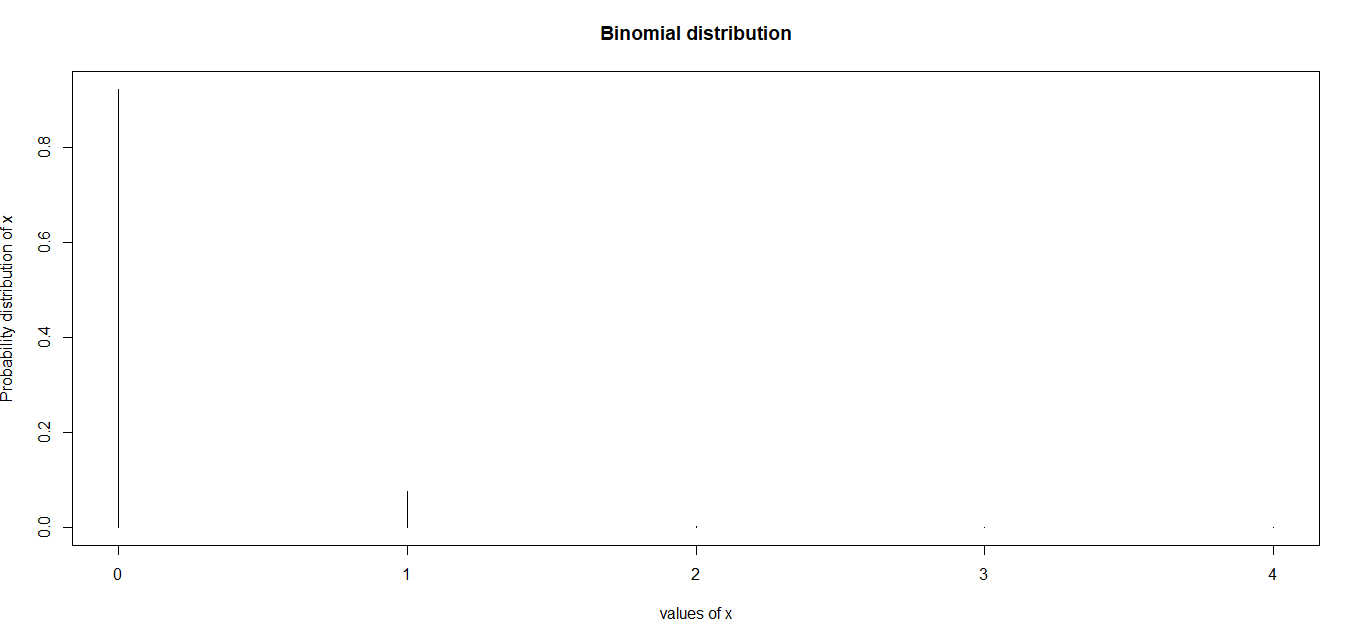 Binomial distribution
Probability distribution of x
0.8
0.6
0.4
0.2
0.0
0 1 2 3 4
values of x